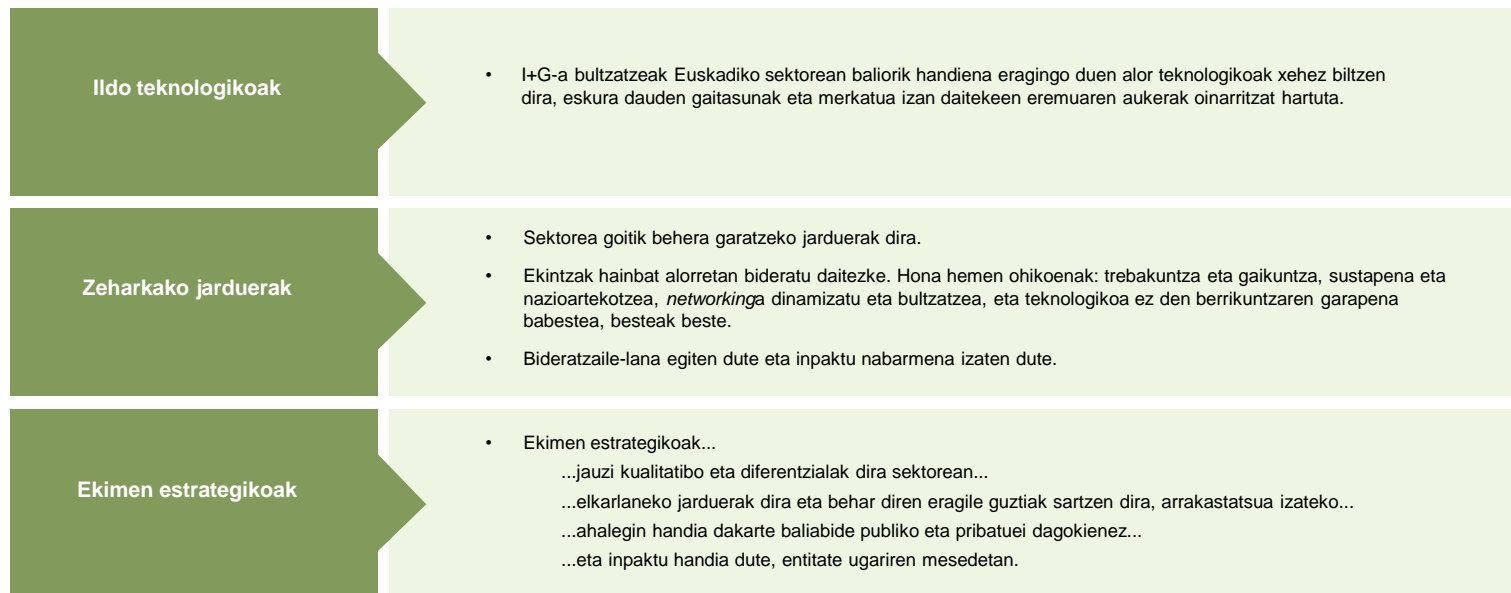 Ildo teknologikoak
• I+G-a bultzatzeak Euskadiko sektorean baliorik handiena eragingo duen alor teknologikoak xehez biltzen
dira, eskura dauden gaitasunak eta merkatua izan daitekeen eremuaren aukerak oinarritzat hartuta.
Zeharkako jarduerak
• Sektorea goitik behera garatzeko jarduerak dira.
• Ekintzak hainbat alorretan bideratu daitezke. Hona hemen ohikoenak: trebakuntza eta gaikuntza, sustapena eta
nazioartekotzea, networkinga dinamizatu eta bultzatzea, eta teknologikoa ez den berrikuntzaren garapena
babestea, besteak beste.
• Bideratzaile-lana egiten dute eta inpaktu nabarmena izaten dute.
Ekimen estrategikoak
• Ekimen estrategikoak...
...jauzi kualitatibo eta diferentzialak dira sektorean...
...elkarlaneko jarduerak dira eta behar diren eragile guztiak sartzen dira, arrakastatsua izateko...
...ahalegin handia dakarte baliabide publiko eta pribatuei dagokienez...
...eta inpaktu handia dute, entitate ugariren mesedetan.